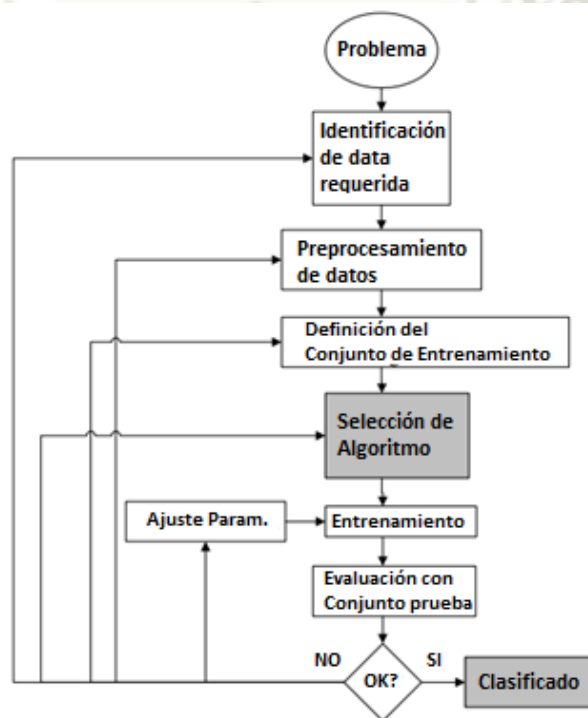 Problema
Identificación
de data
requerida
Preprocesamiento
de datos
Definición del
Conjunto de Entrenamiento
Selección de
Algoritmo
Ajuste Param.
Entrenamiento
Evaluación con
Conjunto prueba
NO
OK?
SI
Clasificado